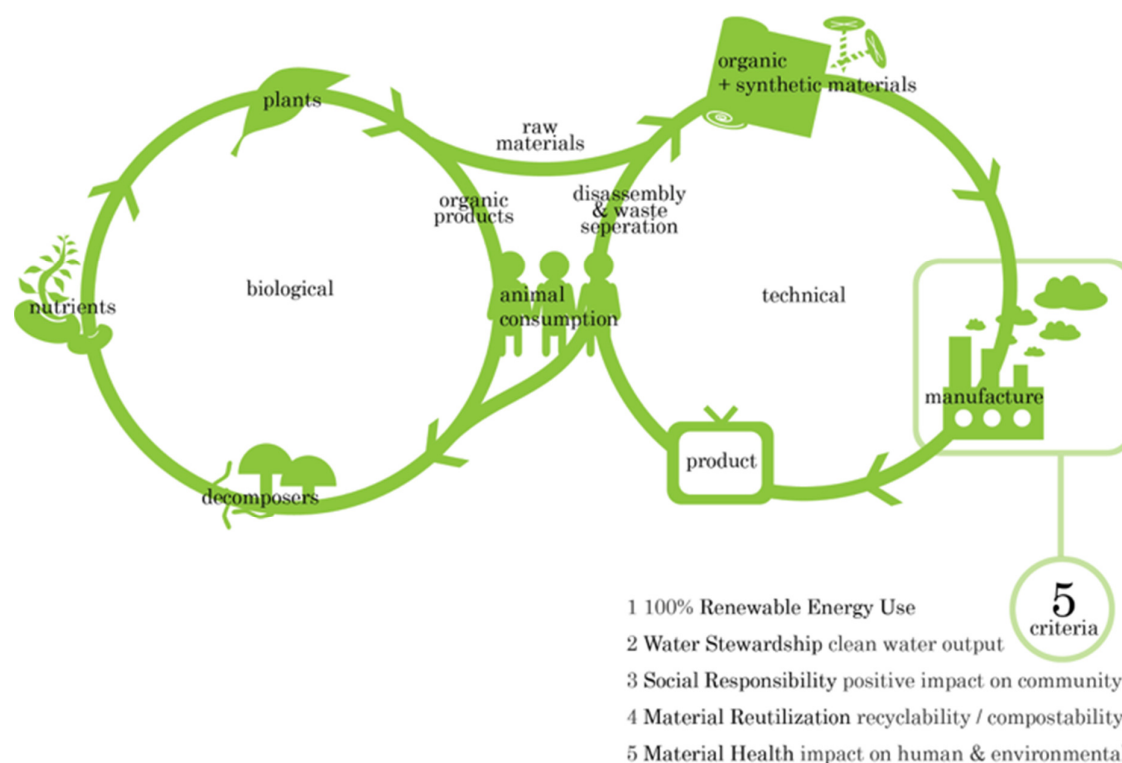 organic
+ synthetic materials
plants
raw
materials
organic
products
disassembly
& waste
seperation
nutrients
biological
animal
consumption
technical
manufacture
product
decomposers
5
criteria
1 100% Renewable Energy Use
2 Water Stewardship clean water output
3 Social Responsibility positive impact on community
4 Material Reutilization recyclability / compostability
5 Material Health impact on human & environmental